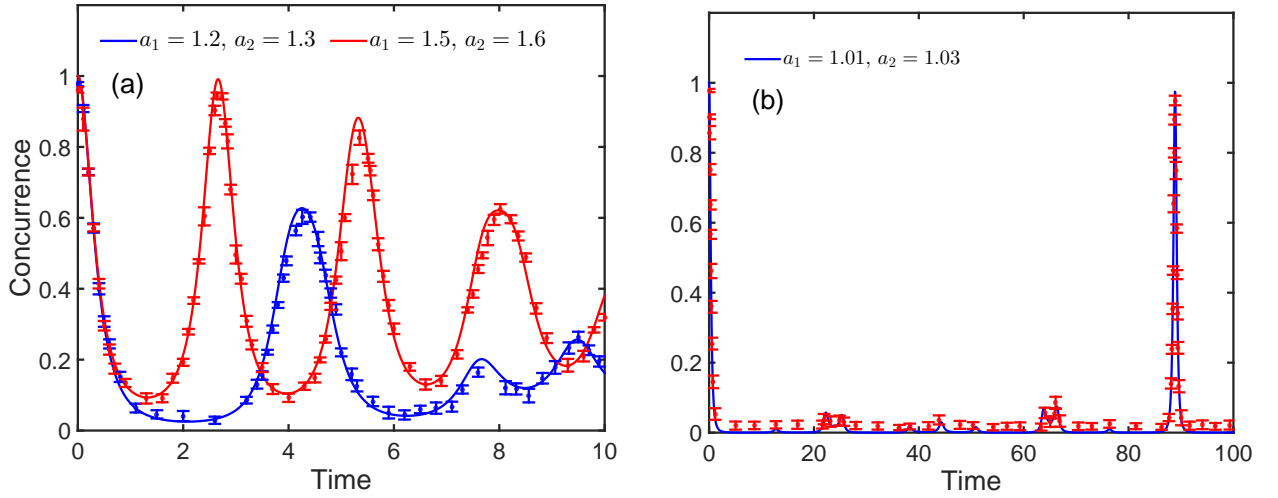 a₁ = 1.2, a₂ = 1.3 a₁ = 1.5, a₂ = 1.6
(a)
Concurrence
1
0.8
0.6
0.4
0.2
0
0 2 4 6 8 10
Time
a₁ = 1.01, a₂ = 1.03
(b)
1
0.8
0.6
0.4
0.2
0
0 20 40 60 80 100
Time